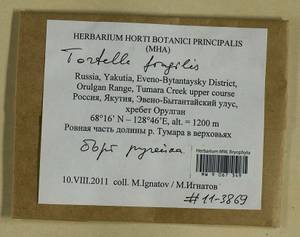 HERBARIUM HORTI BOTANICI PRINCIPALIS
(MHA)
Tortella fragilis
Russia, Yakutia, Eveno-Bytantaysky District,
Orulgan Range, Tumara Creek upper course
Россия, Якутия, Эвено-Бытантайский улус,
хребет Орулган
68°16' N – 128°46'E, alt. = 1200 m
Ровная часть долины р. Тумара в верховьях
Herbarium MW, Bryophyta
10.VIII.2011 coll. M.Ignatov / М.Игнатов
#11-3869